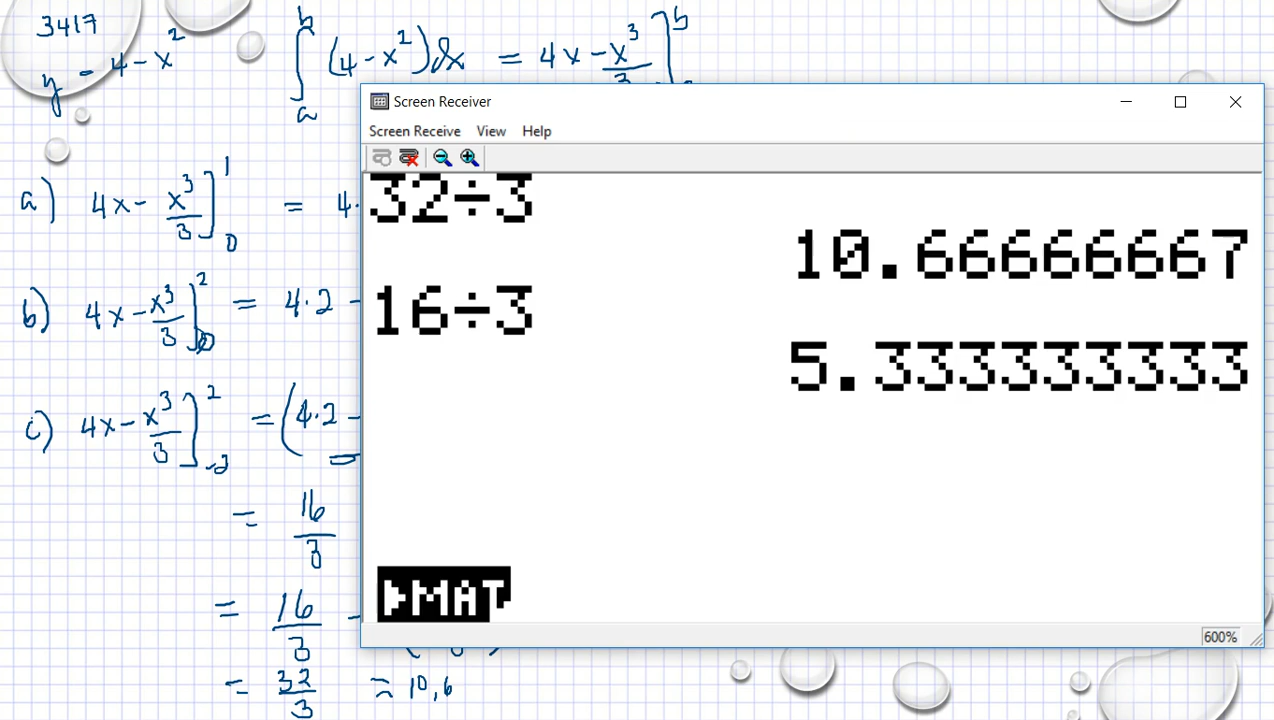 3417
y = 4 - x²
∫ₐᵇ (4 - x²)dx = 4x - x³/3 ]ᵇ
Screen Receiver
Screen Receive View Help
32÷3
10.66666667
16÷3
5.333333333
▶MAT
600%
a) 4x - x³/3 ]₀¹ = 4·
b) 4x - x³/3 ]₀² = 4·2 -
c) 4x - x³/3 ]₋₂² = (4·2 -
= 16/3
= 16/3 -
= 32/3 ≈ 10,6